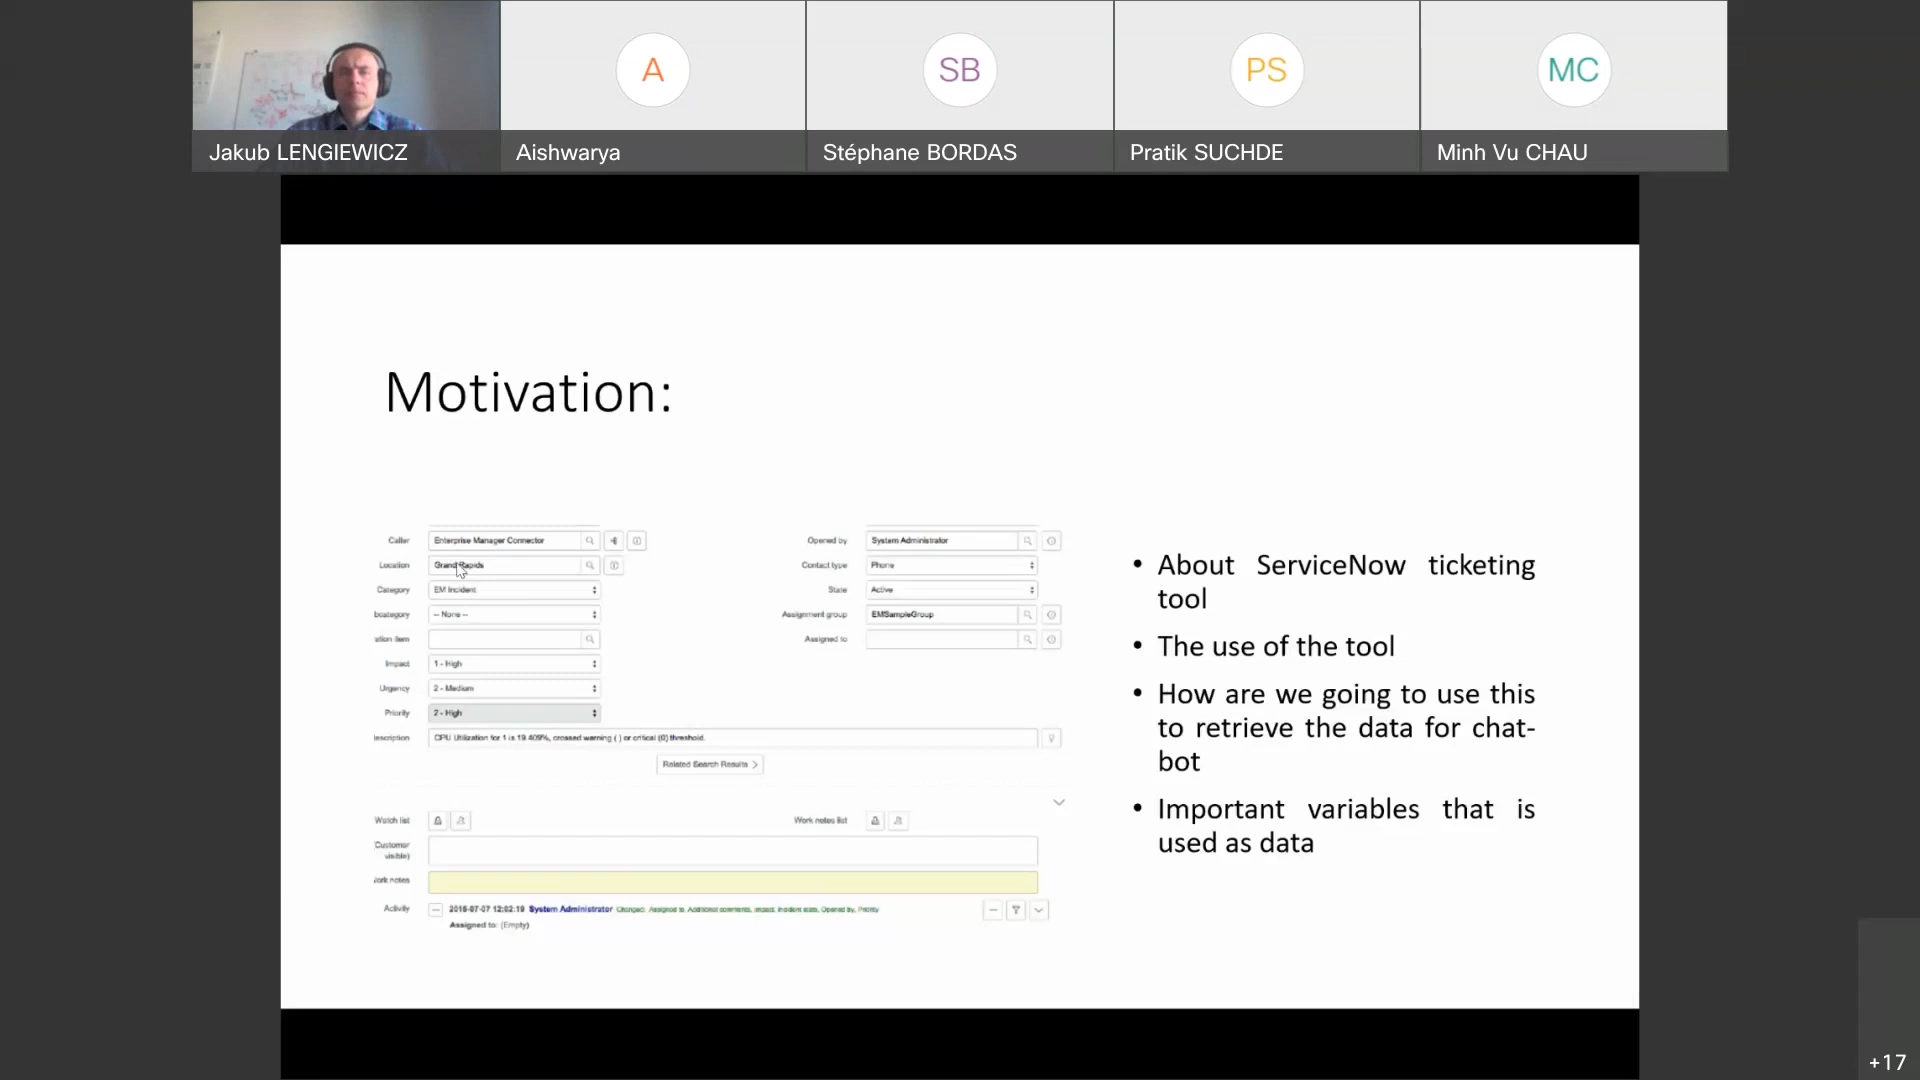 A
SB
PS
MC
Jakub LENGIEWICZ
Aishwarya
Stéphane BORDAS
Pratik SUCHDE
Minh Vu CHAU
Motivation:
Caller
Enterprise Manager Connector
Opened by
System Administrator
Location
Grand Rapids
Contact type
Phone
Category
EM Incident
State
Active
bcategory
-- None --
Assignment group
EMSampleGroup
ation item
Assigned to
Impact
1 - High
Urgency
2 - Medium
Priority
2 - High
escription
CPU Utilization for 1 is 19.409%, crossed warning ( ) or critical (0) threshold.
Related Search Results
Watch list
Work notes list
(Customer
visible)
ork notes
Activity
2015-07-07 12:02:19 System Administrator Changed: Assigned to, Additional comments, Impact, Incident state, Opened by, Priority
Assigned to: (Empty)
• About ServiceNow ticketing
tool
• The use of the tool
• How are we going to use this
to retrieve the data for chat-
bot
• Important variables that is
used as data
+17